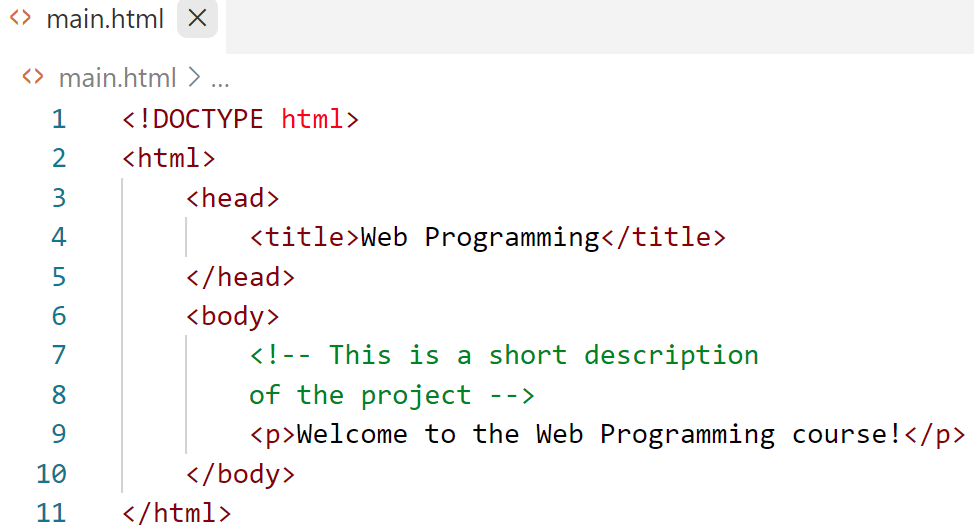 main.html
main.html > ...
1 <!DOCTYPE html>
2 <html>
3     <head>
4         <title>Web Programming</title>
5     </head>
6     <body>
7         <!-- This is a short description
8         of the project -->
9         <p>Welcome to the Web Programming course!</p>
10     </body>
11 </html>